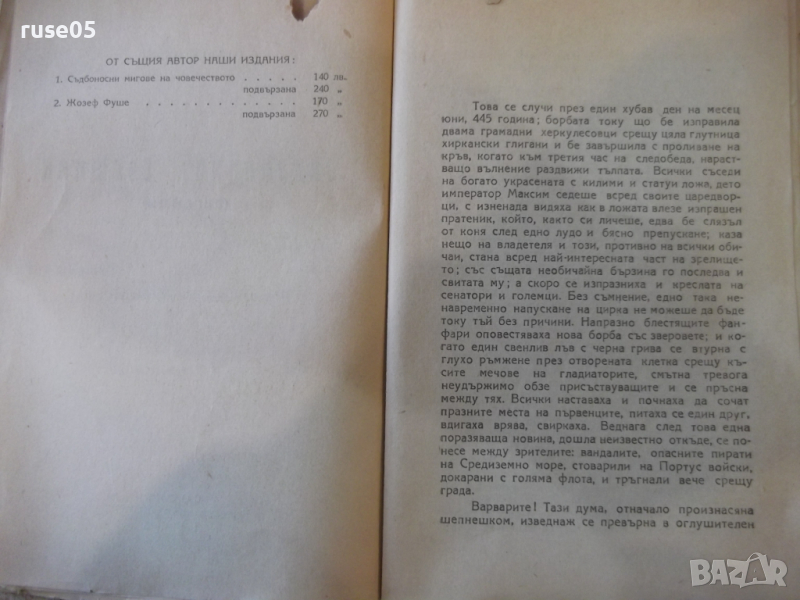 ruse05
ОТ СЪЩИЯ АВТОР НАШИ ИЗДАНИЯ:
1. Съдбоносни мигове на човечеството . . . . . 140 лв.
подвързана 240 „
2. Жозеф Фуше . . . . . . . . . . . . 170 „
подвързана 270 „
Това се случи през един хубав ден на месец
юни, 445 година; борбата току що бе изправила
двама грамадни херкулесовци срещу цяла глутница
хиркански глигани и бе завършила с проливане на
кръв, когато към третия час на следобеда, нараст-
ващо вълнение раздвижи тълпата. Всички съседи
на богато украсената с килими и статуи ложа, дето
император Максим седеше всред своите царедвор-
ци, с изненада видяха как в ложата влезе изпрашен
пратеник, който, както си личеше, едва бе слязъл
от коня след едно лудо и бясно препускане; каза
нещо на владетеля и този, противно на всички оби-
чаи, стана всред най-интересната част на зрелище-
то; със същата необичайна бързина го последва и
свитата му; а скоро се изпразниха и креслата на
сенатори и големци. Без съмнение, едно така не-
навременно напускане на цирка не можеше да бъде
току тъй без причини. Напразно блестящите фан-
фари оповестяваха нова борба със зверовете; и ко-
гато един свенлив лъв с черна грива се втурна с
глухо ръмжене през отворената клетка срещу къ-
сите мечове на гладиаторите, смътна тревога
неудържимо обзе присъствуващите и се пръсна
между тях. Всички наставаха и почнаха да сочат
празните места на първенците, питаха се един друг,
вдигаха врява, свиркаха. Веднага след това една
поразяваща новина, дошла неизвестно откъде, се по-
несе между зрителите: вандалите, опасните пирати
на Средиземно море, стоварили на Портус войски,
докарани с голяма флота, и тръгнали вече срещу
града.
Варварите! Тази дума, отначало произнасяна
шепнешком, изведнаж се превърна в оглушителен
BAZAR